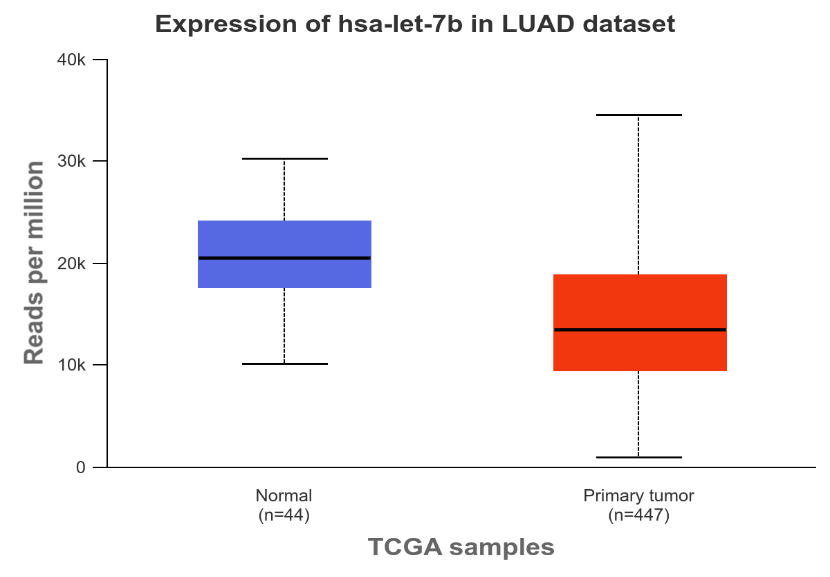 Expression of hsa-let-7b in LUAD dataset
40k
30k
20k
10k
0
Reads per million
Normal
(n=44)
Primary tumor
(n=447)
TCGA samples